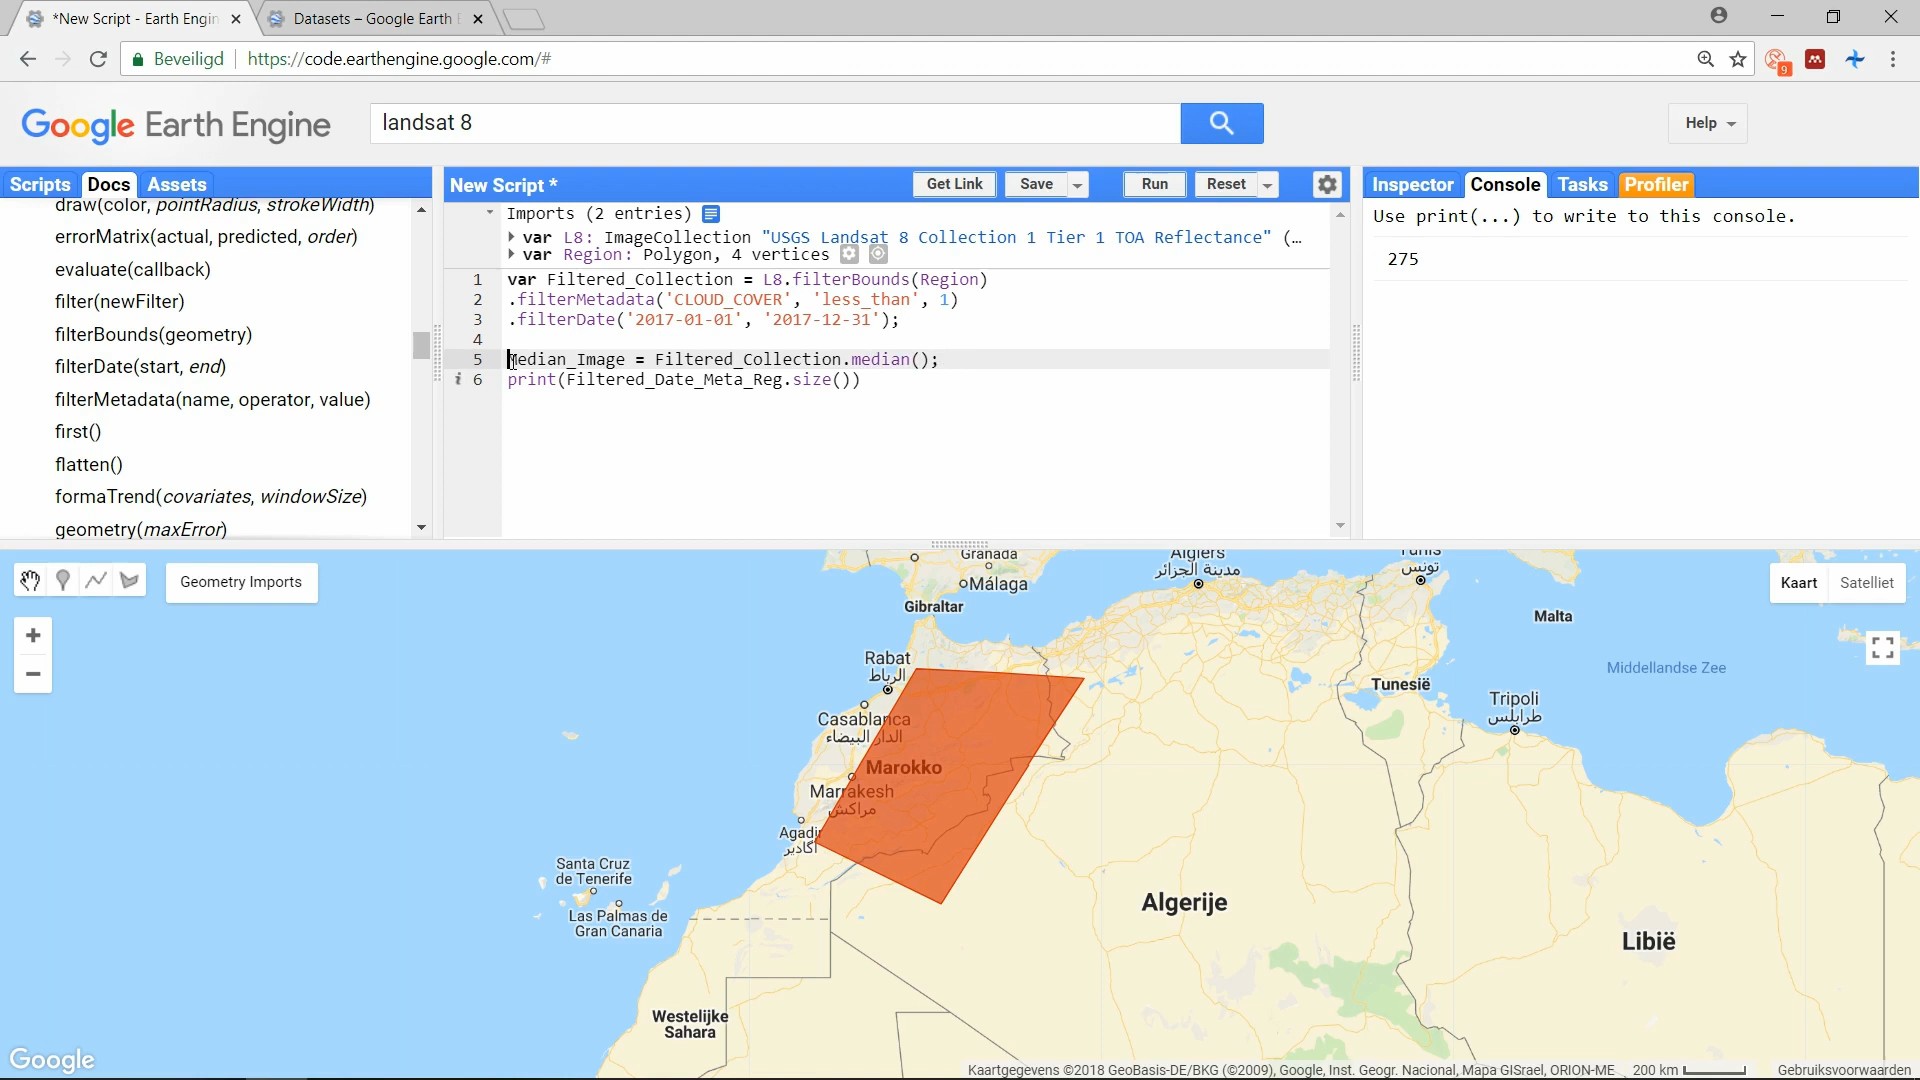 *New Script - Earth Engin
Datasets – Google Earth E
Beveiligd
https://code.earthengine.google.com/#
9
Google Earth Engine
landsat 8
Help
Scripts Docs Assets
New Script *
Get Link
Save
Run
Reset
Inspector Console Tasks Profiler
draw(color, pointRadius, strokeWidth)
errorMatrix(actual, predicted, order)
evaluate(callback)
filter(newFilter)
filterBounds(geometry)
filterDate(start, end)
filterMetadata(name, operator, value)
first()
flatten()
formaTrend(covariates, windowSize)
geometry(maxError)
Imports (2 entries)
var L8: ImageCollection "USGS Landsat 8 Collection 1 Tier 1 TOA Reflectance" (…
var Region: Polygon, 4 vertices
1 var Filtered_Collection = L8.filterBounds(Region)
2 .filterMetadata('CLOUD_COVER', 'less_than', 1)
3 .filterDate('2017-01-01', '2017-12-31');
4
5 Median_Image = Filtered_Collection.median();
i 6 print(Filtered_Date_Meta_Reg.size())
Use print(...) to write to this console.
275
Geometry Imports
Kaart
Satelliet
+
−
Granada
Málaga
Gibraltar
Algiers
مدينة الجزائر
Tunis
تونس
Malta
Rabat
الرباط
Middellandse Zee
Tunesië
Tripoli
طرابلس
Casablanca
الدار البيضاء
Marokko
Marrakesh
مراكش
Agadir
أكادير
Santa Cruz
de Tenerife
Las Palmas de
Gran Canaria
Algerije
Libië
Westelijke
Sahara
Google
Kaartgegevens ©2018 GeoBasis-DE/BKG (©2009), Google, Inst. Geogr. Nacional, Mapa GISrael, ORION-ME
200 km
Gebruiksvoorwaarden